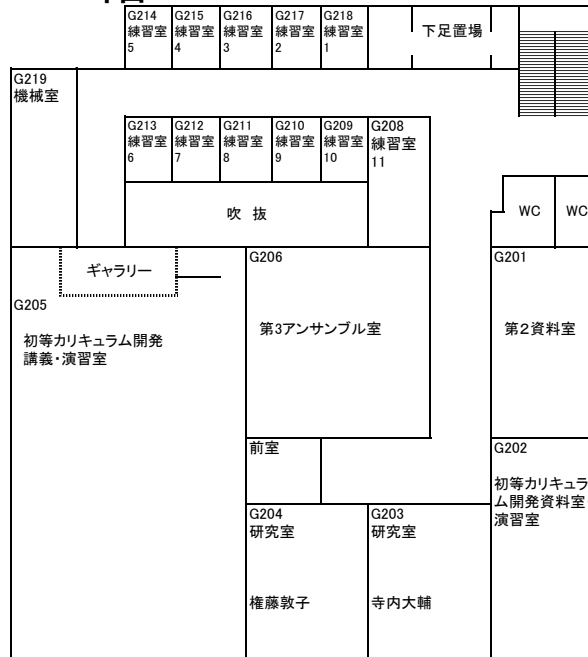 G214
練習室
5
G215
練習室
4
G216
練習室
3
G217
練習室
2
G218
練習室
1
下足置場
G219
機械室
G213
練習室
6
G212
練習室
7
G211
練習室
8
G210
練習室
9
G209
練習室
10
G208
練習室
11
吹 抜
WC
WC
ギャラリー
G205
初等カリキュラム開発
講義・演習室
G206
第3アンサンブル室
G201
第2資料室
前室
G202
初等カリキュラ
ム開発資料室
演習室
G204
研究室
権藤敦子
G203
研究室
寺内大輔